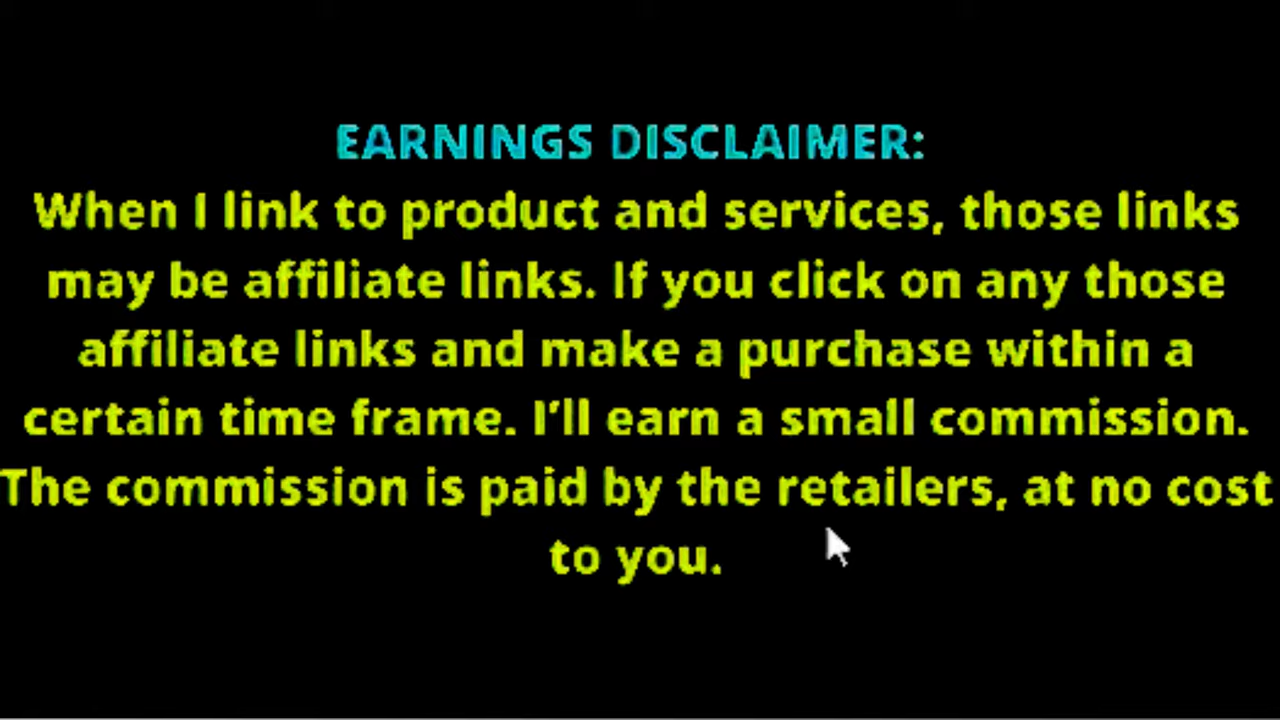 EARNINGS DISCLAIMER:
When I link to product and services, those links
may be affiliate links. If you click on any those
affiliate links and make a purchase within a
certain time frame. I’ll earn a small commission.
The commission is paid by the retailers, at no cost
to you.